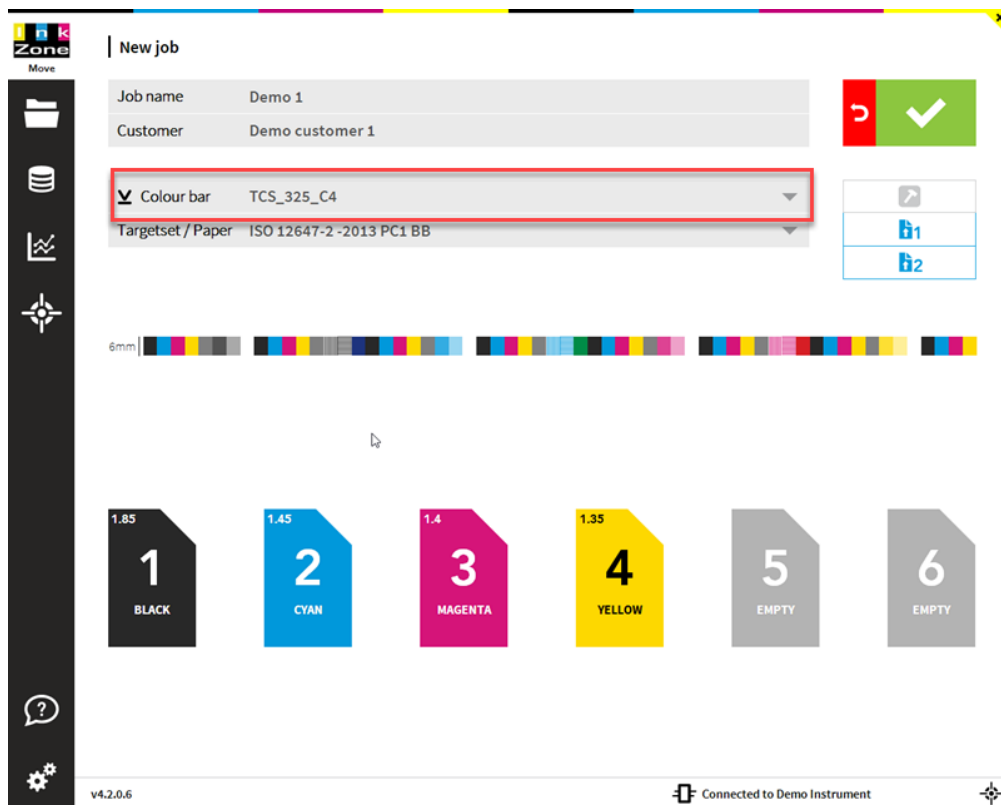 Ink
Zone
Move
New job
Job name Demo 1
Customer Demo customer 1
Colour bar TCS_325_C4
Targetset / Paper ISO 12647-2 -2013 PC1 BB
1
2
6mm
1.85 1.45 1.4 1.35
1 2 3 4 5 6
BLACK CYAN MAGENTA YELLOW EMPTY EMPTY
?
v4.2.0.6 Connected to Demo Instrument